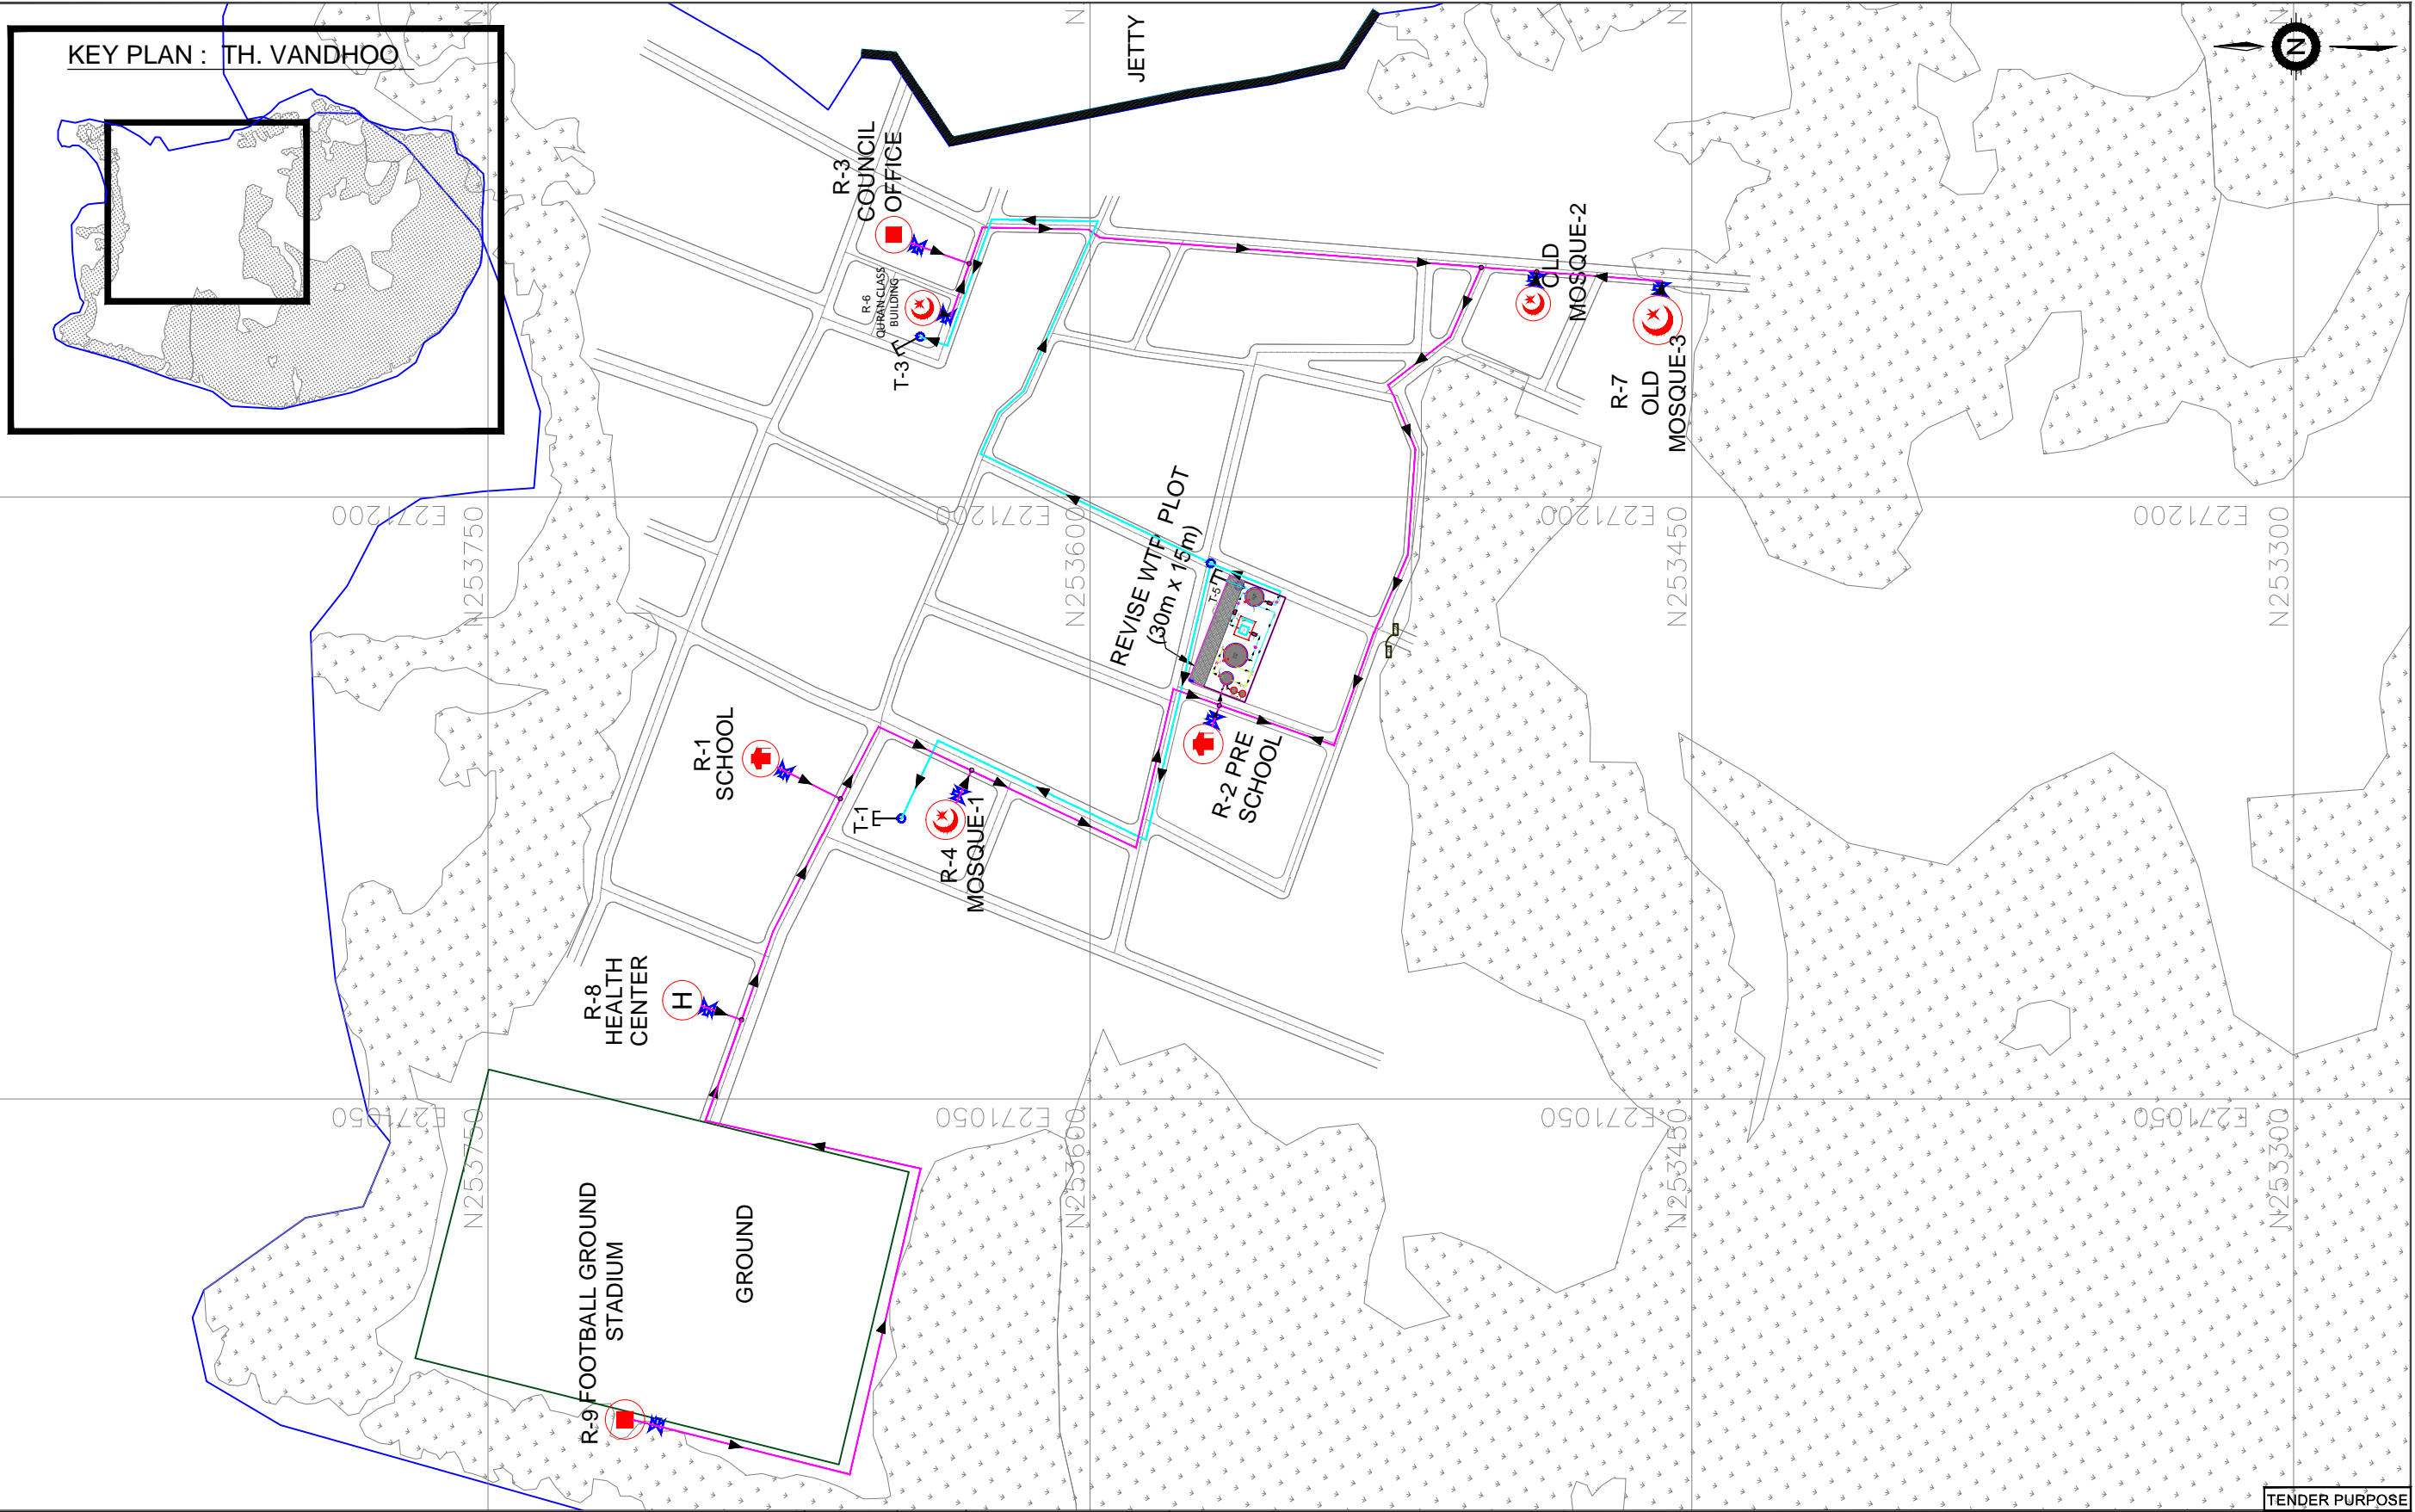 KEY PLAN : TH. VANDHOO
JETTY
N
N
N
N
N
R-3
COUNCIL
OFFICE
R-6
QURAN CLASS
BUILDING
T-3
OLD
MOSQUE-2
R-7
OLD
MOSQUE-3
E271200
E271200
E271200
E271200
N253750
N253600
N253450
N253300
REVISE WTP PLOT
(30m x 15m)
T-5
R-1
SCHOOL
T-1
R-4
MOSQUE-1
R-2 PRE
SCHOOL
R-8
HEALTH
CENTER
H
E271050
E271050
E271050
E271050
N253750
N253600
N253450
N253300
R-9 FOOTBALL GROUND
STADIUM
GROUND
TENDER PURPOSE